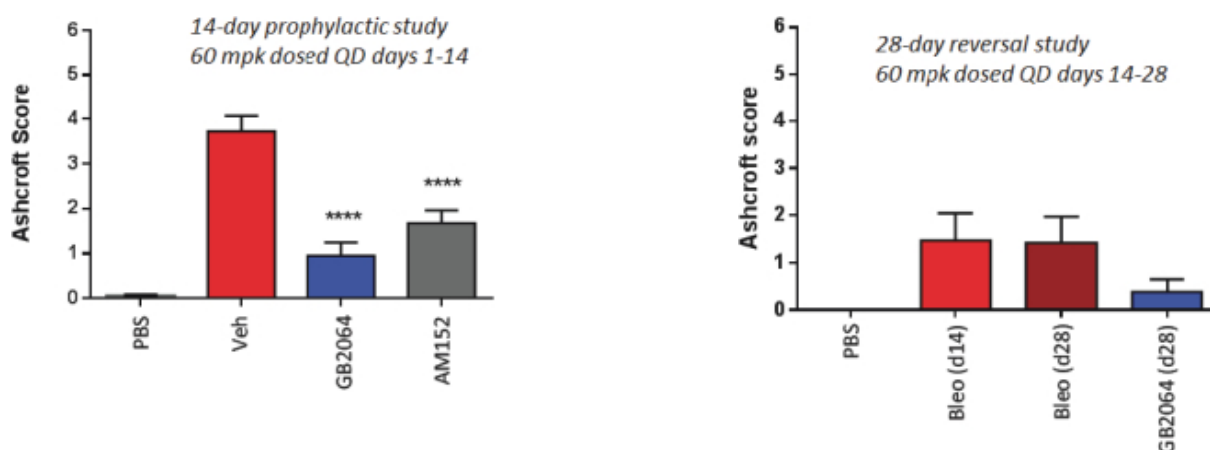 14-day prophylactic study
60 mpk dosed QD days 1-14
Ashcroft Score
6
5
4
3
2
1
0
****
****
PBS
Veh
GB2064
AM152
28-day reversal study
60 mpk dosed QD days 14-28
Ashcroft score
6
5
4
3
2
1
0
PBS
Bleo (d14)
Bleo (d28)
GB2064 (d28)